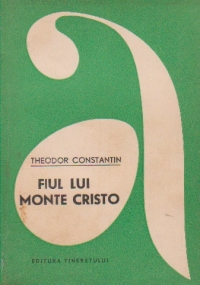 THEODOR CONSTANTIN
FIUL LUI
MONTE CRISTO
EDITURA TINERETULUI